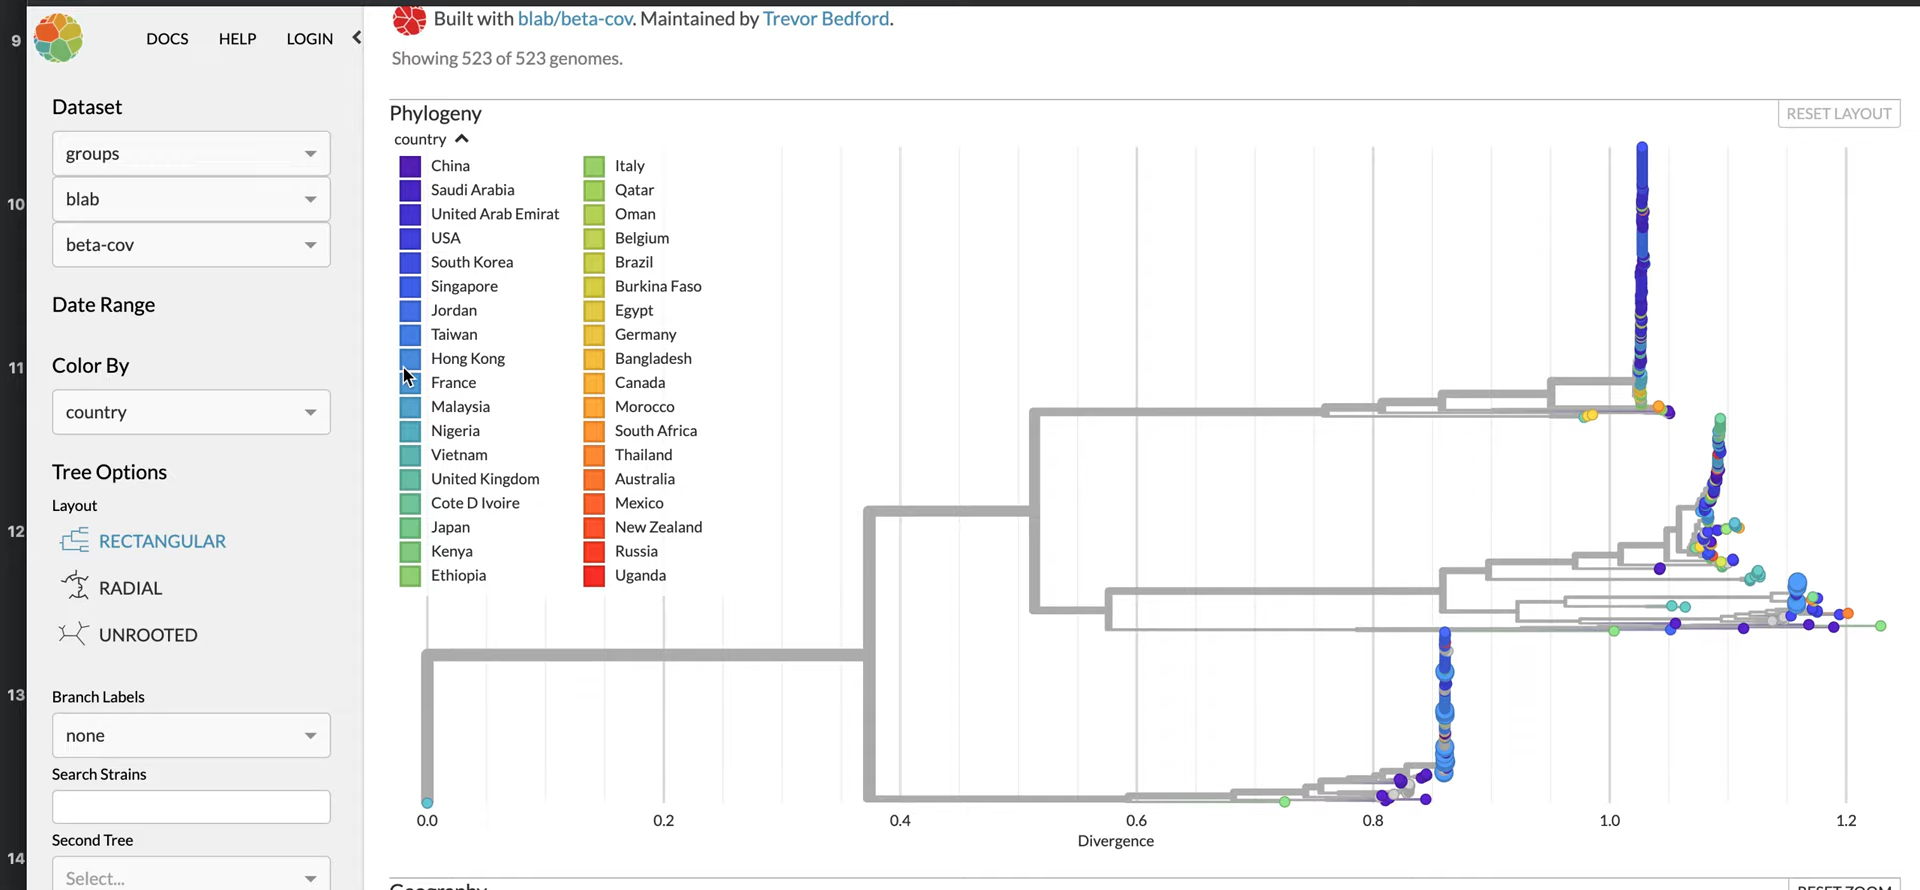 9
10
11
12
13
14
DOCS HELP LOGIN
Dataset
groups
blab
beta-cov
Date Range
Color By
country
Tree Options
Layout
RECTANGULAR
RADIAL
UNROOTED
Branch Labels
none
Search Strains
Second Tree
Select...
Built with blab/beta-cov. Maintained by Trevor Bedford.
Showing 523 of 523 genomes.
Phylogeny
RESET LAYOUT
country
China
Saudi Arabia
United Arab Emirat
USA
South Korea
Singapore
Jordan
Taiwan
Hong Kong
France
Malaysia
Nigeria
Vietnam
United Kingdom
Cote D Ivoire
Japan
Kenya
Ethiopia
Italy
Qatar
Oman
Belgium
Brazil
Burkina Faso
Egypt
Germany
Bangladesh
Canada
Morocco
South Africa
Thailand
Australia
Mexico
New Zealand
Russia
Uganda
0.0 0.2 0.4 0.6 0.8 1.0 1.2
Divergence
Geography
RESET ZOOM